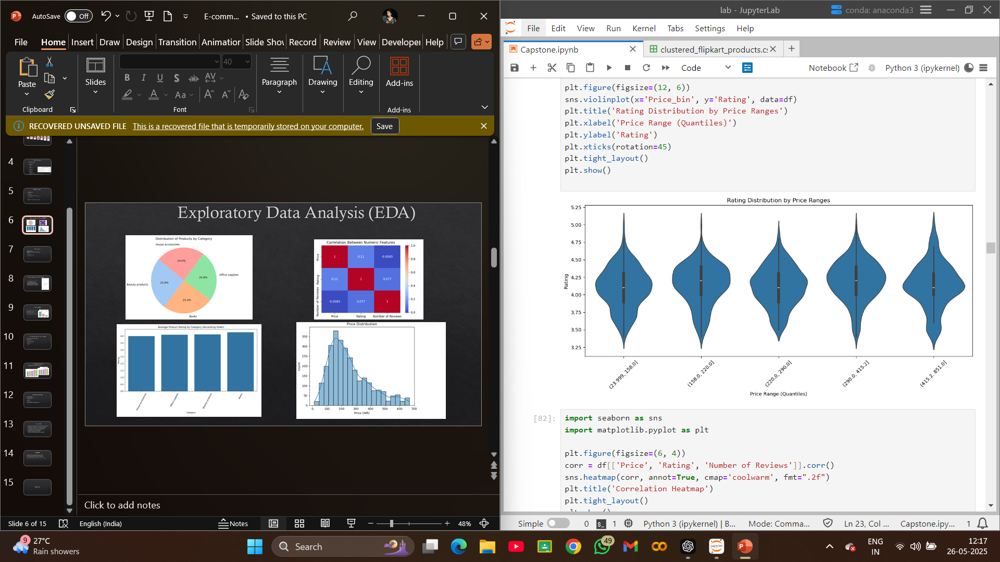 AutoSave Off E-comm... • Saved to this PC
File Home Insert Draw Design Transition Animation Slide Show Record Review View Developer Help
40
Paste Slides Paragraph Drawing Editing Add-ins
Clipboard Font Add-ins
RECOVERED UNSAVED FILE This is a recovered file that is temporarily stored on your computer. Save
4
5
6
7
8
9
10
11
12
13
14
15
Exploratory Data Analysis (EDA)
Distribution of Products by Category
House accessories
24.0%
Office supplies
24.8%
Beauty products
25.8%
25.4%
Books
Correlation Between Numeric Features
Price 1 0.11 -0.0085
Rating 0.11 1 0.077
Number of Reviews -0.0085 0.077 1
Price Rating Number of Reviews
1.0
0.8
0.6
0.4
0.2
0.0
Average Product Rating by Category (Ascending Order)
Rating
4.0
3.5
3.0
2.5
2.0
1.5
1.0
0.5
0.0
House accessories Office supplies Beauty products Books
Category
Price Distribution
Count
350
300
250
200
150
100
50
0
0 100 200 300 400 500 600 700
Price (INR)
Click to add notes
Slide 6 of 15 English (India) Notes 48%
lab - JupyterLab conda: anaconda3
File Edit View Run Kernel Tabs Settings Help
Capstone.ipynb clustered_flipkart_products.cs
Code Notebook Python 3 (ipykernel)
plt.figure(figsize=(12, 6))
sns.violinplot(x='Price_bin', y='Rating', data=df)
plt.title('Rating Distribution by Price Ranges')
plt.xlabel('Price Range (Quantiles)')
plt.ylabel('Rating')
plt.xticks(rotation=45)
plt.tight_layout()
plt.show()
Rating Distribution by Price Ranges
Rating
5.25
5.00
4.75
4.50
4.25
4.00
3.75
3.50
3.25
(23.999, 158.0] (158.0, 220.0] (220.0, 290.0] (290.0, 415.2] (415.2, 851.0]
Price Range (Quantiles)
[82]:
import seaborn as sns
import matplotlib.pyplot as plt
plt.figure(figsize=(6, 4))
corr = df[['Price', 'Rating', 'Number of Reviews']].corr()
sns.heatmap(corr, annot=True, cmap='coolwarm', fmt=".2f")
plt.title('Correlation Heatmap')
plt.tight_layout()
Simple 0 1 Python 3 (ipykernel) | B... Mode: Comma... Ln 23, Col ... Capstone.ipy... 1
9 27°C
Rain showers
Search
49
jupyter
ENG
IN
12:17
26-05-2025